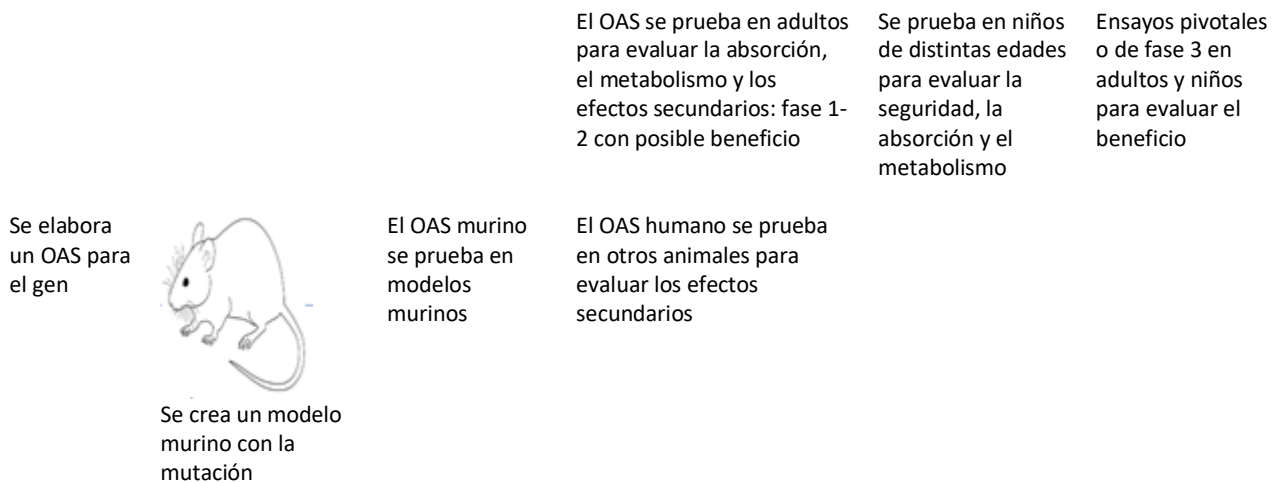 El OAS se prueba en adultos
para evaluar la absorción,
el metabolismo y los
efectos secundarios: fase 1-
2 con posible beneficio
Se prueba en niños
de distintas edades
para evaluar la
seguridad, la
absorción y el
metabolismo
Ensayos pivotales
o de fase 3 en
adultos y niños
para evaluar el
beneficio
Se elabora
un OAS para
el gen
Se crea un modelo
murino con la
mutación
El OAS murino
se prueba en
modelos
murinos
El OAS humano se prueba
en otros animales para
evaluar los efectos
secundarios